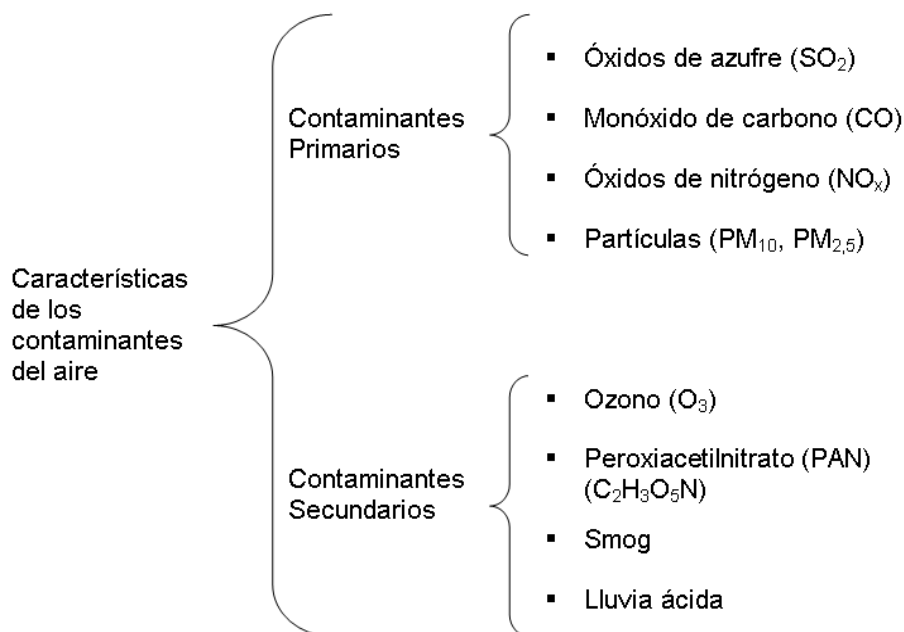 Características
de los
contaminantes
del aire
Contaminantes
Primarios
▪ Óxidos de azufre (SO₂)
▪ Monóxido de carbono (CO)
▪ Óxidos de nitrógeno (NOₓ)
▪ Partículas (PM₁₀, PM₂,₅)
Contaminantes
Secundarios
▪ Ozono (O₃)
▪ Peroxiacetilnitrato (PAN)
(C₂H₃O₅N)
▪ Smog
▪ Lluvia ácida